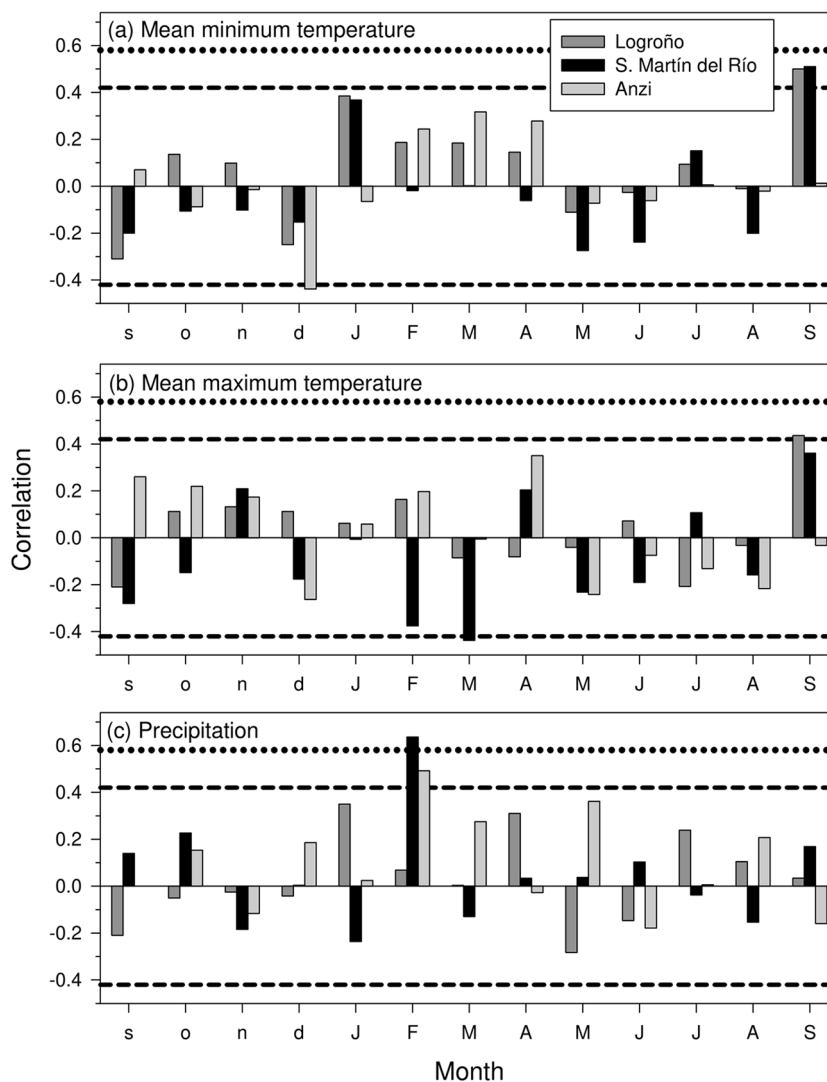 (a) Mean minimum temperature
Logroño
S. Martín del Río
Anzi
0.6
0.4
0.2
0.0
-0.2
-0.4
s o n d J F M A M J J A S
(b) Mean maximum temperature
0.6
0.4
0.2
0.0
-0.2
-0.4
s o n d J F M A M J J A S
Correlation
(c) Precipitation
0.6
0.4
0.2
0.0
-0.2
-0.4
s o n d J F M A M J J A S
Month